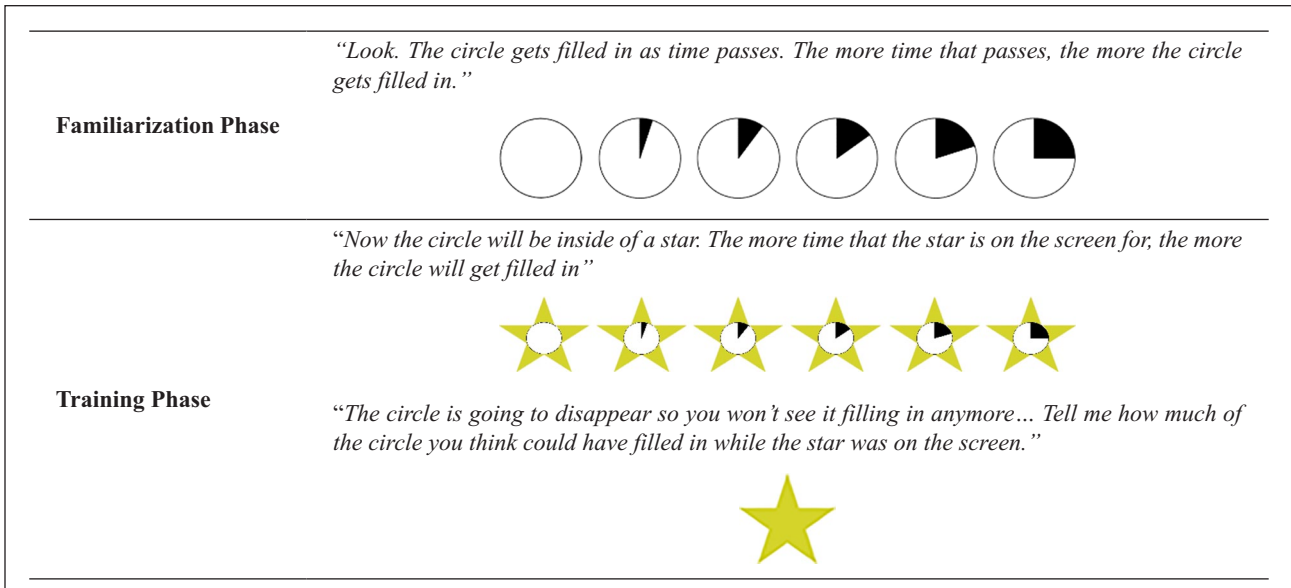 “Look. The circle gets filled in as time passes. The more time that passes, the more the circle
gets filled in.”
Familiarization Phase
“Now the circle will be inside of a star. The more time that the star is on the screen for, the more
the circle will get filled in”
Training Phase
“The circle is going to disappear so you won’t see it filling in anymore… Tell me how much of
the circle you think could have filled in while the star was on the screen.”